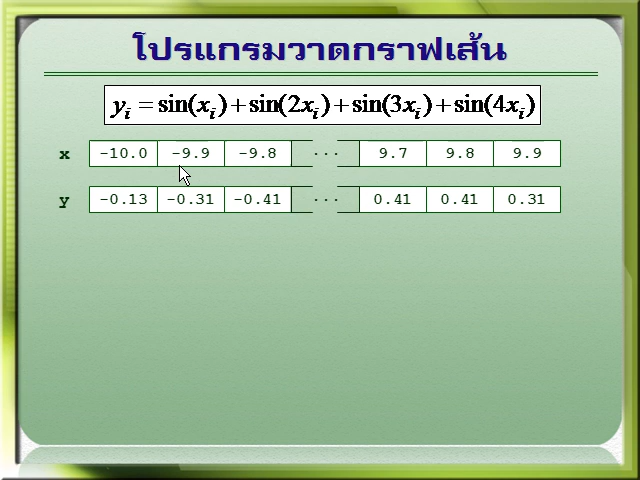 โปรแกรมวาดกราฟเส้น
yᵢ = sin(xᵢ) + sin(2xᵢ) + sin(3xᵢ) + sin(4xᵢ)
x -10.0 -9.9 -9.8 ... 9.7 9.8 9.9
y -0.13 -0.31 -0.41 ... 0.41 0.41 0.31